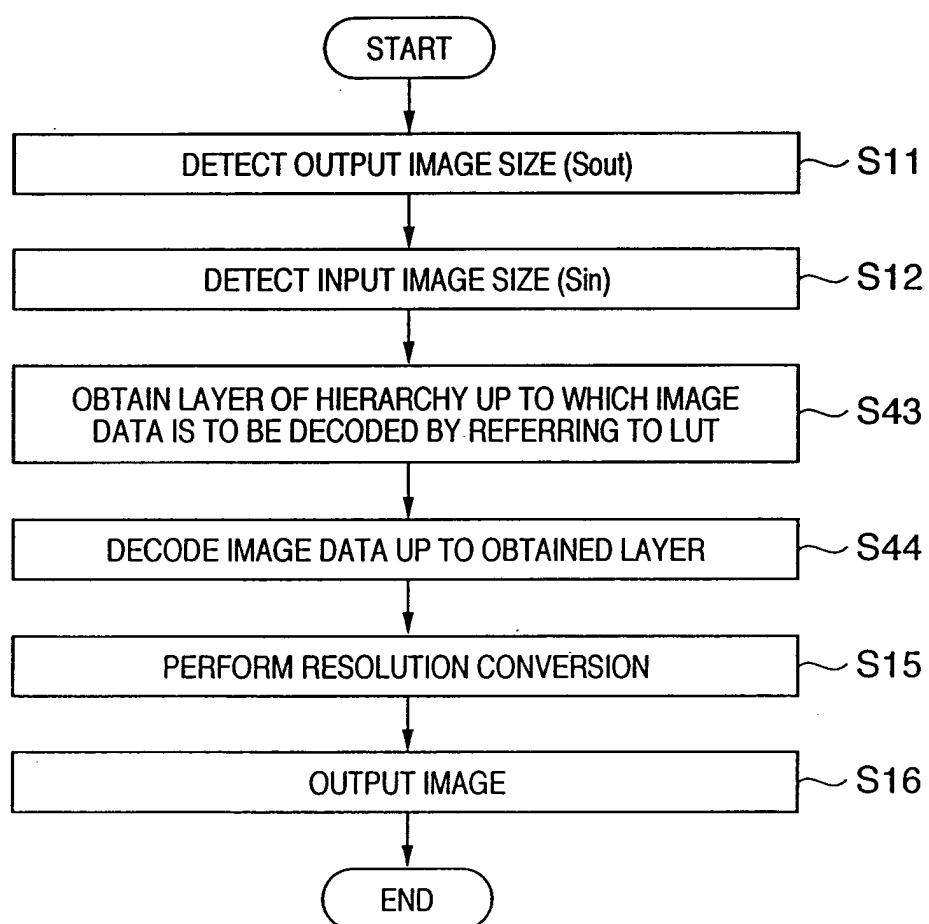 START
DETECT OUTPUT IMAGE SIZE (Sout)
S11
DETECT INPUT IMAGE SIZE (Sin)
S12
OBTAIN LAYER OF HIERARCHY UP TO WHICH IMAGE
DATA IS TO BE DECODED BY REFERRING TO LUT
S43
DECODE IMAGE DATA UP TO OBTAINED LAYER
S44
PERFORM RESOLUTION CONVERSION
S15
OUTPUT IMAGE
S16
END